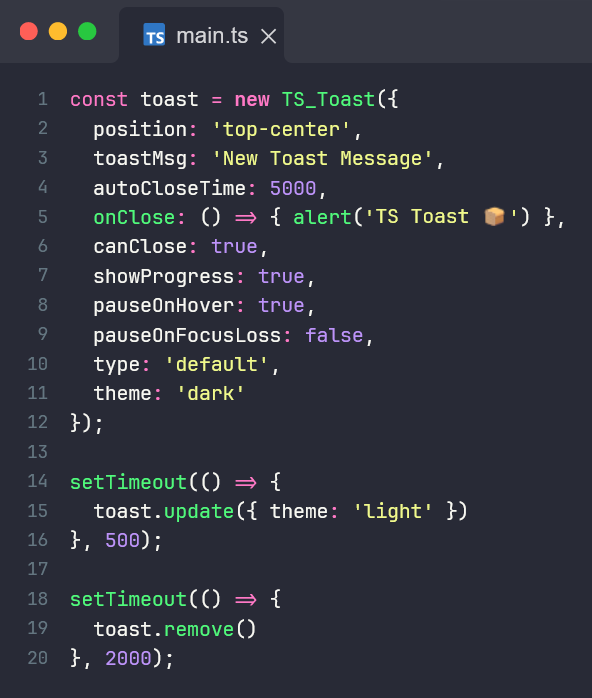 TS main.ts
1 const toast = new TS_Toast({
2   position: 'top-center',
3   toastMsg: 'New Toast Message',
4   autoCloseTime: 5000,
5   onClose: () => { alert('TS Toast 📦') },
6   canClose: true,
7   showProgress: true,
8   pauseOnHover: true,
9   pauseOnFocusLoss: false,
10   type: 'default',
11   theme: 'dark'
12 });
13
14 setTimeout(() => {
15   toast.update({ theme: 'light' })
16 }, 500);
17
18 setTimeout(() => {
19   toast.remove()
20 }, 2000);